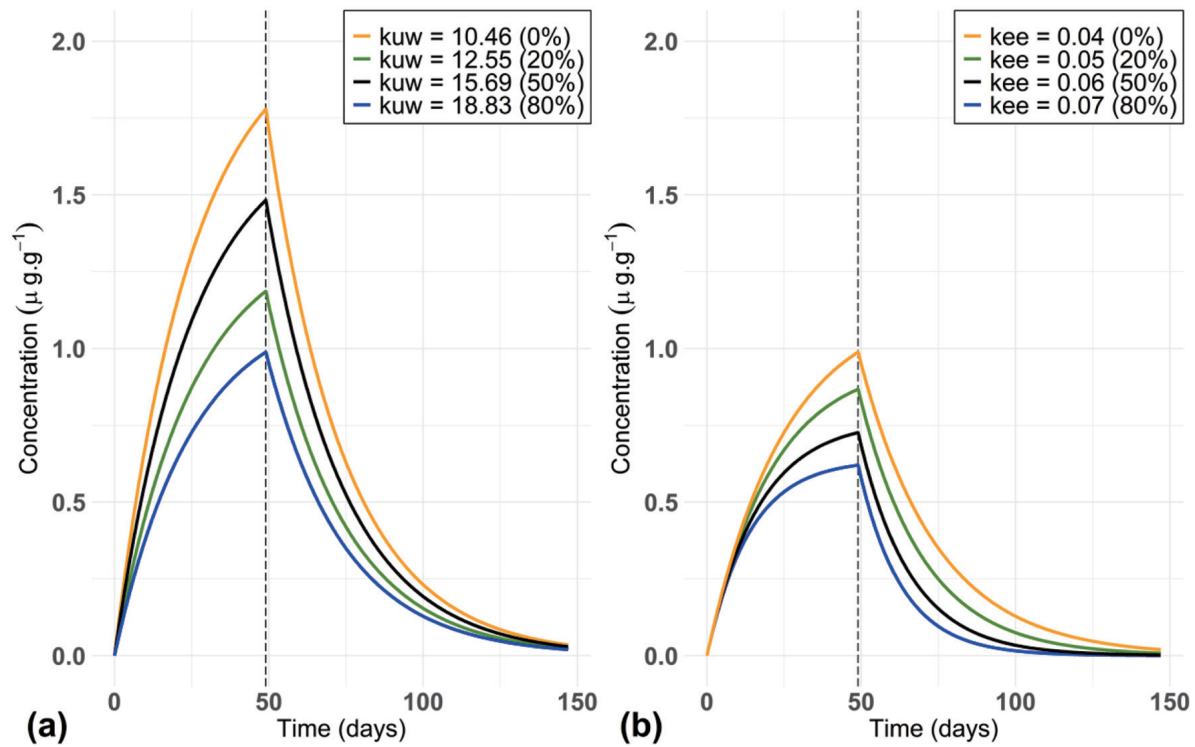 kuw = 10.46 (0%)
kuw = 12.55 (20%)
kuw = 15.69 (50%)
kuw = 18.83 (80%)
2.0
1.5
1.0
0.5
0.0
Concentration (μ g.g⁻¹)
0
50
100
150
Time (days)
(a)
kee = 0.04 (0%)
kee = 0.05 (20%)
kee = 0.06 (50%)
kee = 0.07 (80%)
2.0
1.5
1.0
0.5
0.0
Concentration (μ g.g⁻¹)
0
50
100
150
Time (days)
(b)